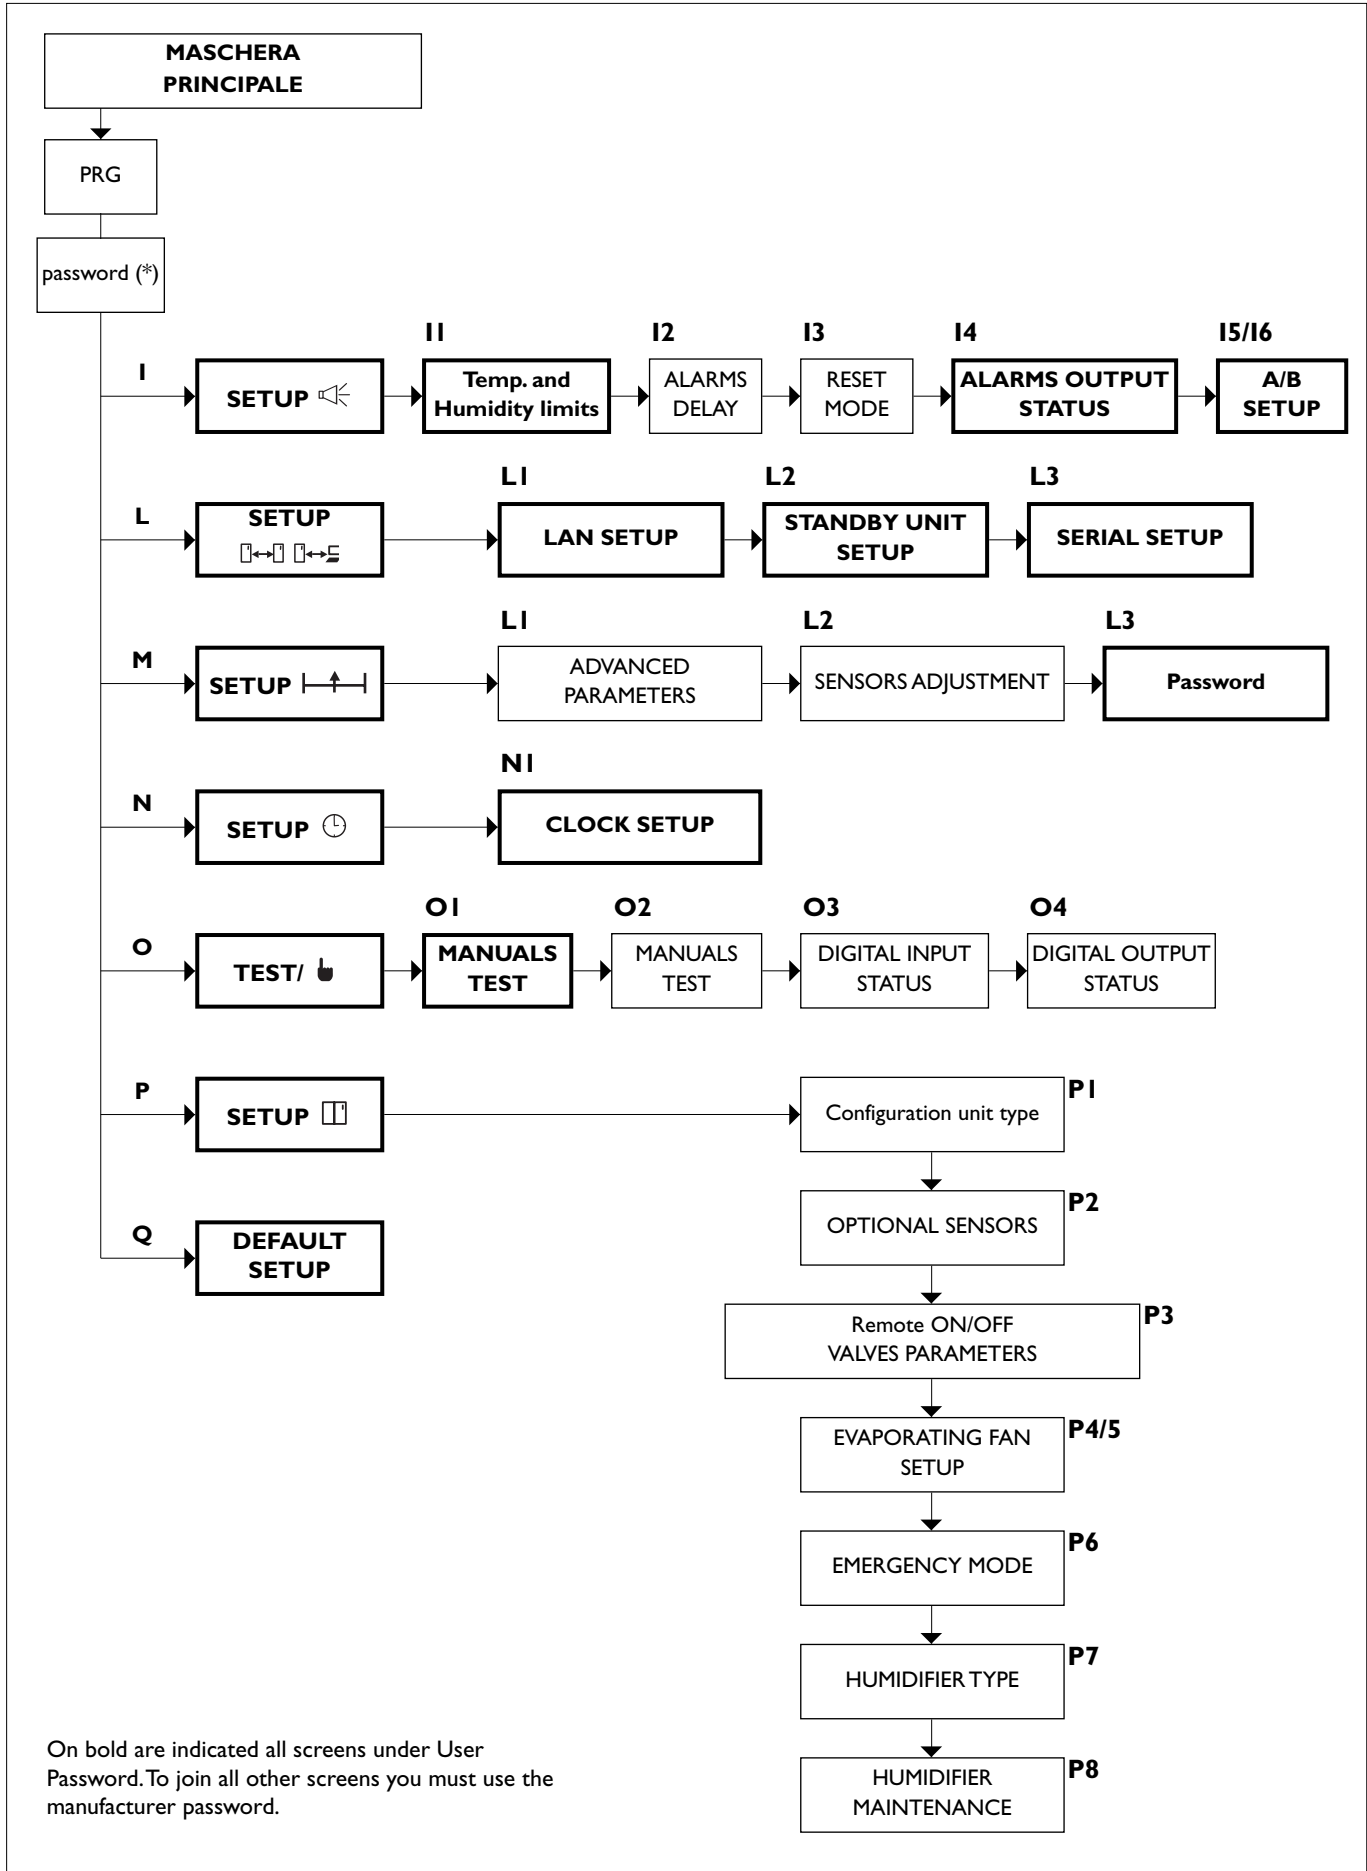 MASCHERA
PRINCIPALE
PRG
password (*)
I
SETUP
I1
Temp. and
Humidity limits
I2
ALARMS
DELAY
I3
RESET
MODE
I4
ALARMS OUTPUT
STATUS
I5/I6
A/B
SETUP
L
SETUP
L1
LAN SETUP
L2
STANDBY UNIT
SETUP
L3
SERIAL SETUP
M
SETUP
L1
ADVANCED
PARAMETERS
L2
SENSORS ADJUSTMENT
L3
Password
N
SETUP
N1
CLOCK SETUP
O
TEST/
O1
MANUALS
TEST
O2
MANUALS
TEST
O3
DIGITAL INPUT
STATUS
O4
DIGITAL OUTPUT
STATUS
P
SETUP
P1
Configuration unit type
P2
OPTIONAL SENSORS
Q
DEFAULT
SETUP
P3
Remote ON/OFF
VALVES PARAMETERS
P4/5
EVAPORATING FAN
SETUP
P6
EMERGENCY MODE
P7
HUMIDIFIER TYPE
P8
HUMIDIFIER
MAINTENANCE
On bold are indicated all screens under User
Password. To join all other screens you must use the
manufacturer password.